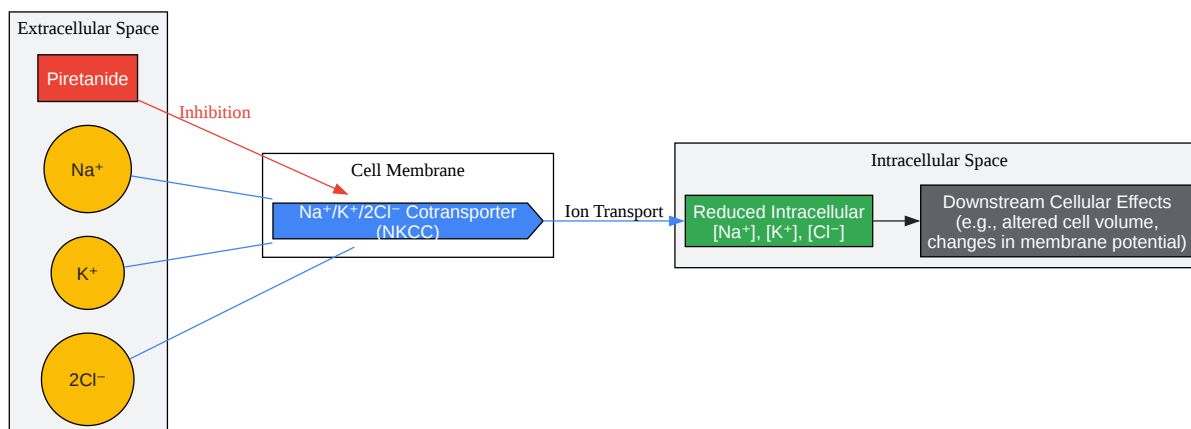 Extracellular Space
Piretanide
Inhibition
Na⁺
K⁺
2Cl⁻
Cell Membrane
Na⁺/K⁺/2Cl⁻ Cotransporter
(NKCC)
Ion Transport
Intracellular Space
Reduced Intracellular
[Na⁺], [K⁺], [Cl⁻]
Downstream Cellular Effects
(e.g., altered cell volume,
changes in membrane potential)